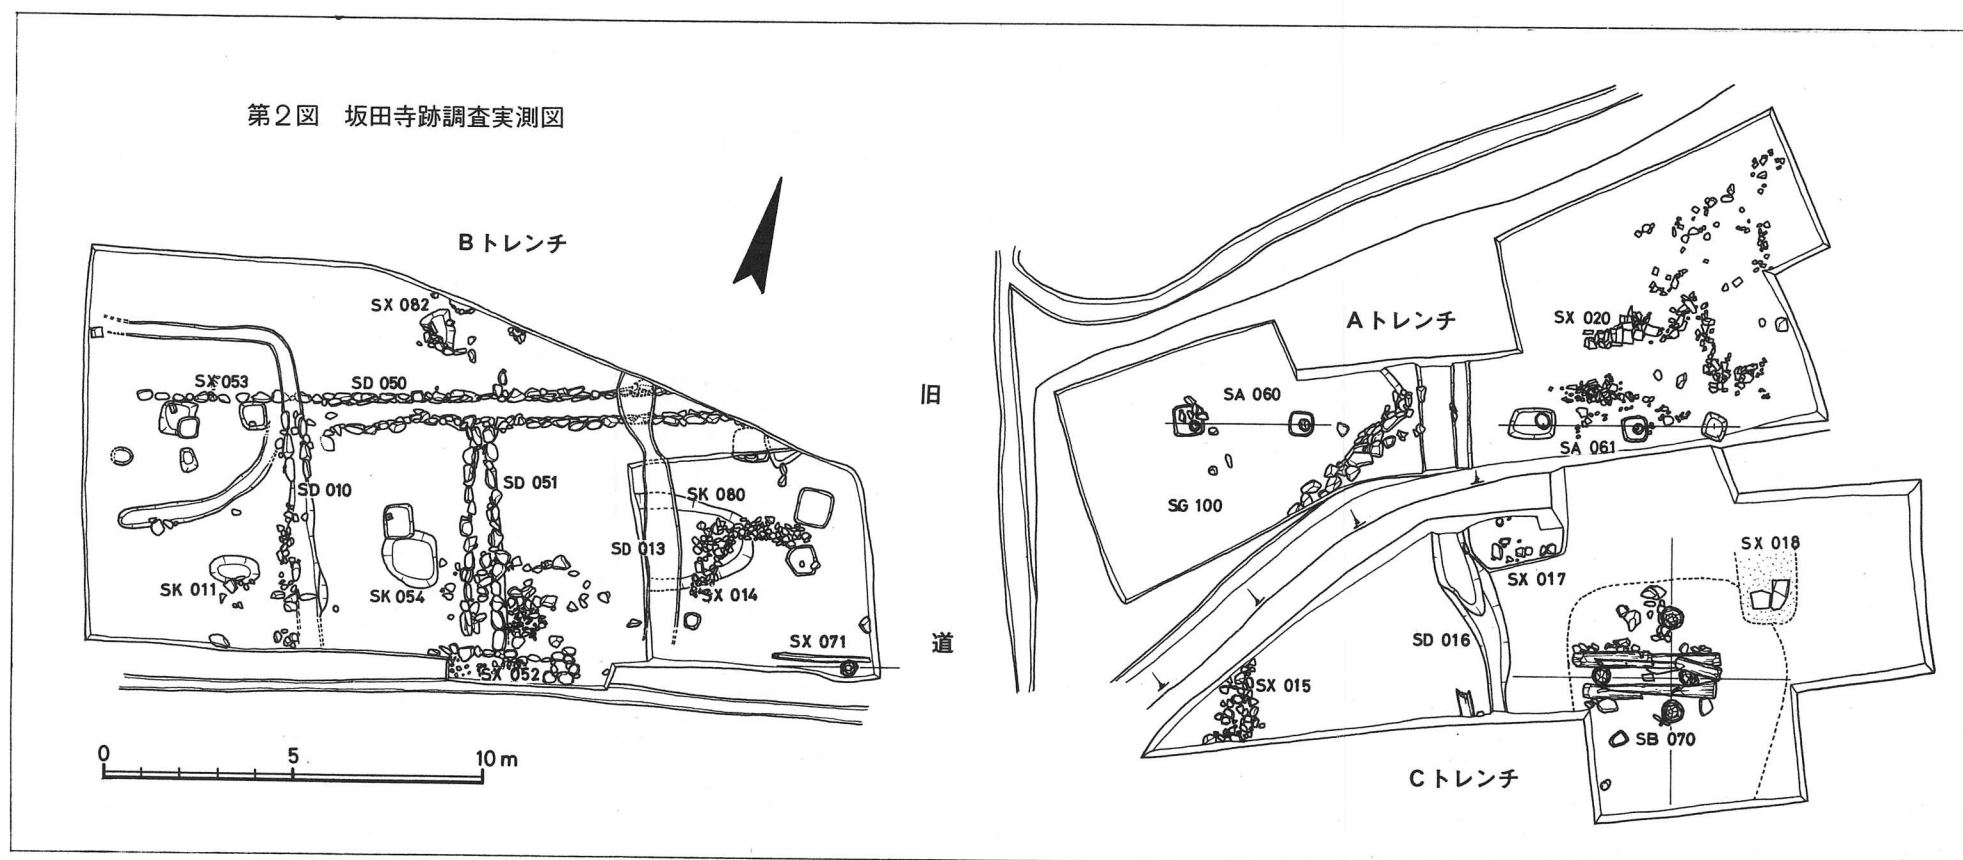 第2図 坂田寺跡調査実測図
Bトレンチ
SX 082
SX 053
SD 050
SD 010
SD 051
SK 080
SD 013
SK 011
SK 054
SX 014
SX 071
SX 052
0 5 10 m
旧
道
Aトレンチ
SX 020
SA 060
SA 061
SG 100
SX 018
SX 017
SD 016
SX 015
SB 070
Cトレンチ